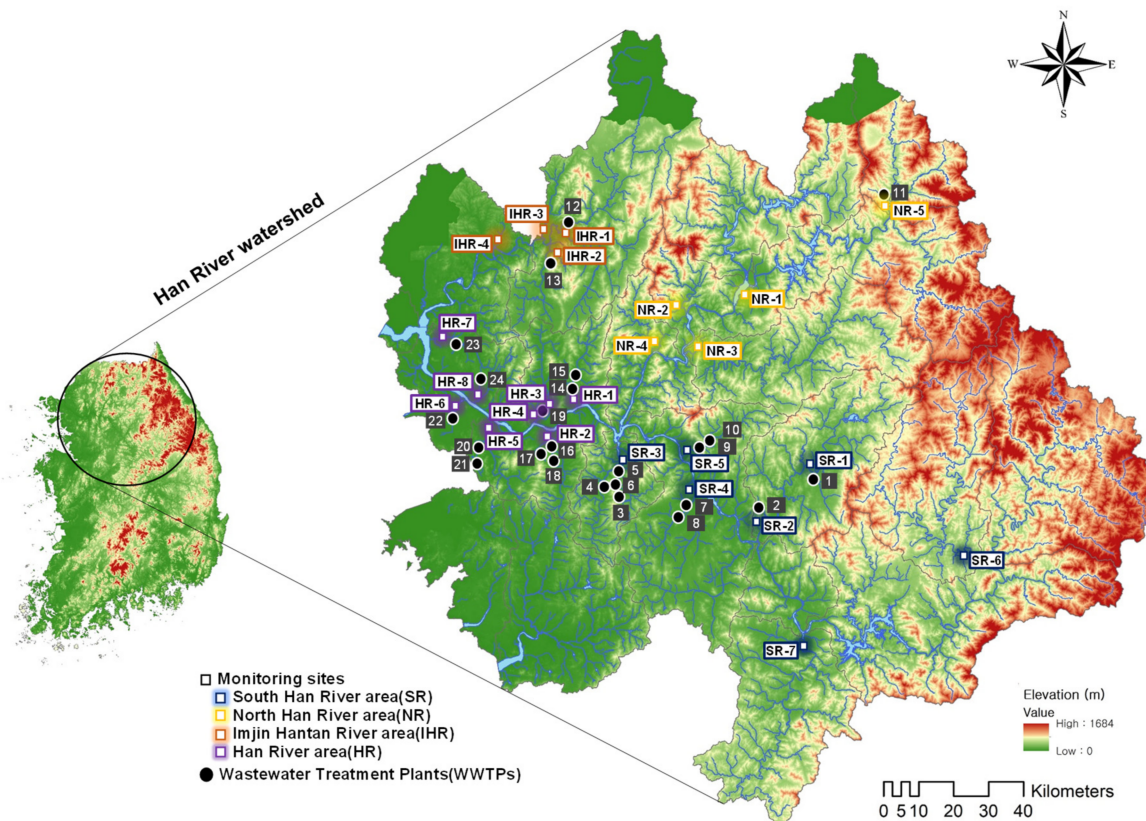 N
W
E
S
Han River watershed
11
NR-5
12
IHR-3
IHR-1
IHR-4
IHR-2
13
NR-1
NR-2
HR-7
23
NR-4
NR-3
15
24
14
HR-8
HR-3
HR-1
HR-6
HR-4
19
22
HR-5
HR-2
10
20
16
9
17
SR-3
SR-5
SR-1
21
18
5
1
4
6
SR-4
3
7
2
8
SR-2
SR-6
SR-7
Monitoring sites
South Han River area(SR)
North Han River area(NR)
Imjin Hantan River area(IHR)
Han River area(HR)
Wastewater Treatment Plants(WWTPs)
Elevation (m)
Value
High : 1684
Low : 0
Kilometers
0 5 10 20 30 40